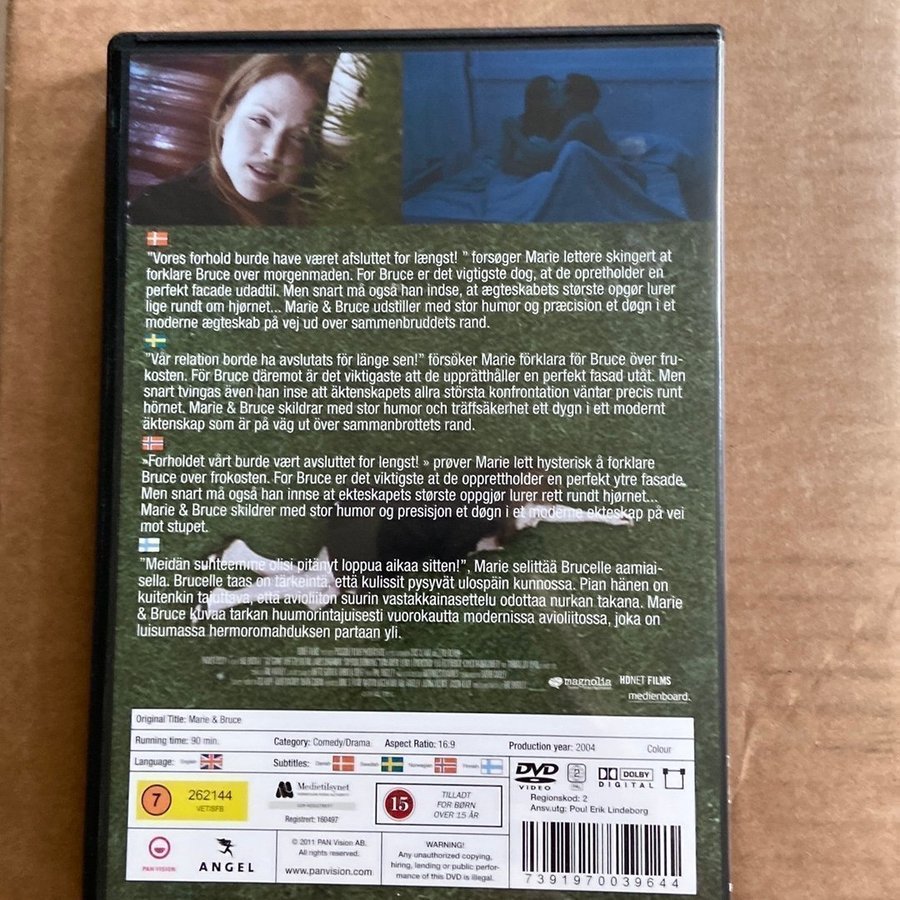 "Vores forhold burde have været afsluttet for længst! " forsøger Marie lettere skingert at
forklare Bruce over morgenmaden. For Bruce er det vigtigste dog, at de opretholder en
perfekt facade udadtil. Men snart må også han indse, at ægteskabets største opgør lurer
lige rundt om hjørnet... Marie & Bruce udstiller med stor humor og præcision et døgn i et
moderne ægteskab på vej ud over sammenbruddets rand.
"Vår relation borde ha avslutats för länge sen!" försöker Marie förklara för Bruce över fru-
kosten. För Bruce däremot är det viktigaste att de upprätthåller en perfekt fasad utåt. Men
snart tvingas även han inse att äktenskapets allra största konfrontation väntar precis runt
hörnet. Marie & Bruce skildrar med stor humor och träffsäkerhet ett dygn i ett modernt
äktenskap som är på väg ut över sammanbrottets rand.
»Forholdet vårt burde vært avsluttet for lengst! » prøver Marie lett hysterisk å forklare
Bruce over frokosten. For Bruce er det viktigste at de opprettholder en perfekt ytre fasade.
Men snart må også han innse at ekteskapets største oppgjør lurer rett rundt hjørnet...
Marie & Bruce skildrer med stor humor og presisjon et døgn i et moderne ekteskap på vei
mot stupet.
"Meidän suhteemme olisi pitänyt loppua aikaa sitten!", Marie selittää Brucelle aamiai-
sella. Brucelle taas on tärkeintä, että kulissit pysyvät ulospäin kunnossa. Pian hänen on
kuitenkin tajuttava, että avioliiton suurin vastakkainasettelu odottaa nurkan takana. Marie
& Bruce kuvaa tarkan huumorintajuisesti vuorokautta modernissa avioliitossa, joka on
luisumassa hermoromahduksen partaan yli.
magnolia HDNET FILMS
medienboard.
Original Title: Marie & Bruce
Running time: 90 min. Category: Comedy/Drama Aspect Ratio: 16:9 Production year: 2004 Colour
Language: English Subtitles: Danish Swedish Norwegian Finnish
DVD VIDEO 2 PAL DOLBY DIGITAL
Regionskod: 2
Ansv.utg: Poul Erik Lindeborg
7 262144
VET/SFB
Medietilsynet
Registrert: 160497
15 TILLADT
FOR BØRN
OVER 15 ÅR
PAN VISION ANGEL
© 2011 PAN Vision AB.
All rights reserved.
www.panvision.com
WARNING!
Any unauthorized copying,
hiring, lending or public perfor-
mance of this DVD is illegal.
7391970039644